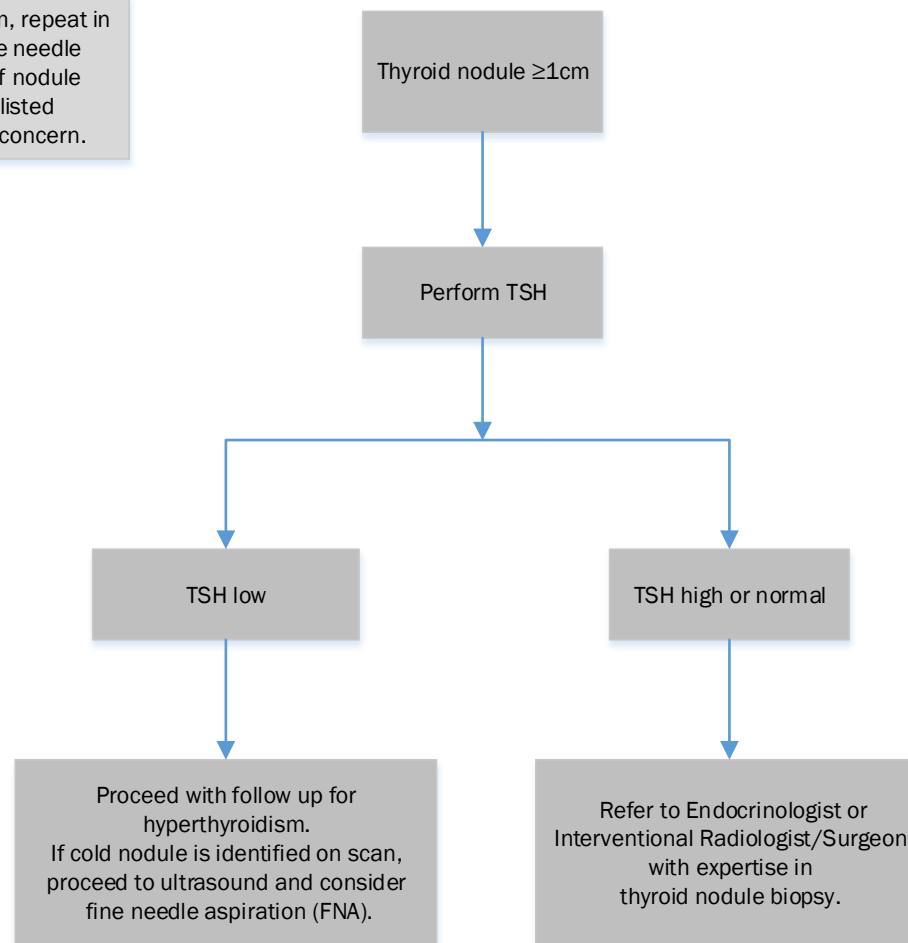 , repeat in
needle
nodule
listed
concern.
Thyroid nodule ≥1cm
Perform TSH
TSH low
TSH high or normal
Proceed with follow up for
hyperthyroidism.
If cold nodule is identified on scan,
proceed to ultrasound and consider
fine needle aspiration (FNA).
Refer to Endocrinologist or
Interventional Radiologist/Surgeon
with expertise in
thyroid nodule biopsy.